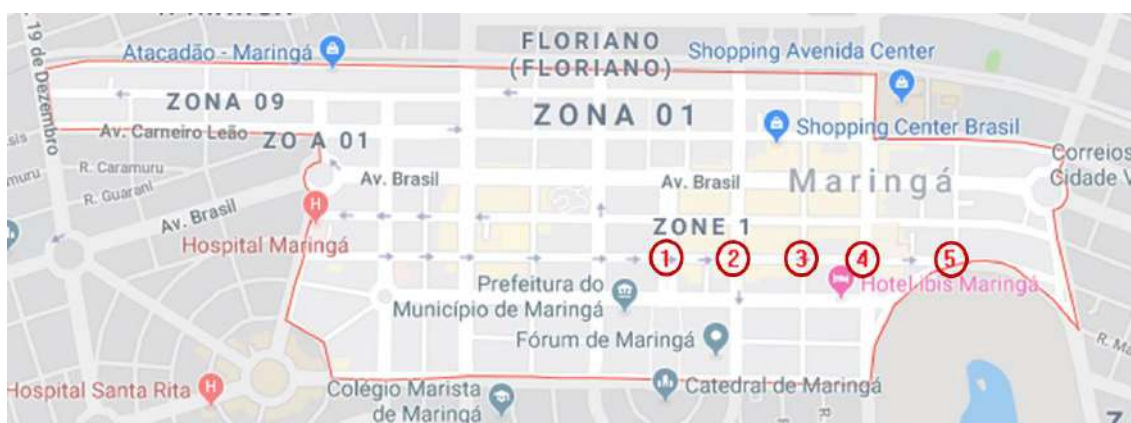 19 de Dezembro
Atacadão - Maringá
FLORIANO
(FLORIANO)
Shopping Avenida Center
ZONA 09
ZONA 01
Av. Carneiro Leão
ZO A 01
Shopping Center Brasil
R. Caramuru
R. Guarani
Av. Brasil
Av. Brasil
Av. Brasil
Maringá
Correios
Cidade V
H
Hospital Maringá
ZONE 1
1
2
3
4
5
Prefeitura do
Município de Maringá
Hotel ibis Maringá
Fórum de Maringá
R. Ma
Hospital Santa Rita
H
Colégio Marista
de Maringá
Catedral de Maringá
R.
Z